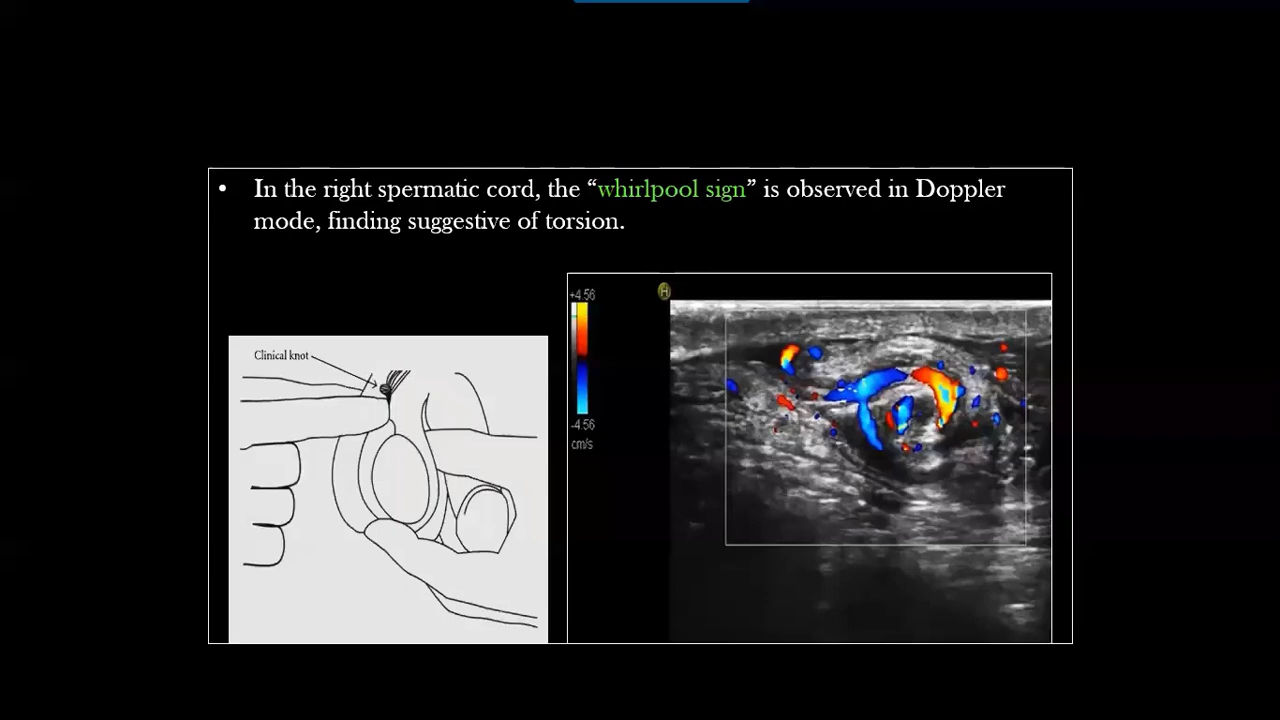 • In the right spermatic cord, the “whirlpool sign” is observed in Doppler
mode, finding suggestive of torsion.
Clinical knot
+4.56
H
-4.56
cm/s